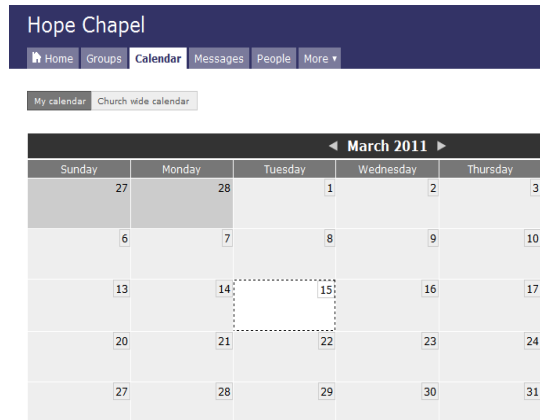 Hope Chapel
Home Groups Calendar Messages People More ▾
My calendar Church wide calendar
◄ March 2011 ►
Sunday Monday Tuesday Wednesday Thursday
27 28 1 2 3
6 7 8 9 10
13 14 15 16 17
20 21 22 23 24
27 28 29 30 31